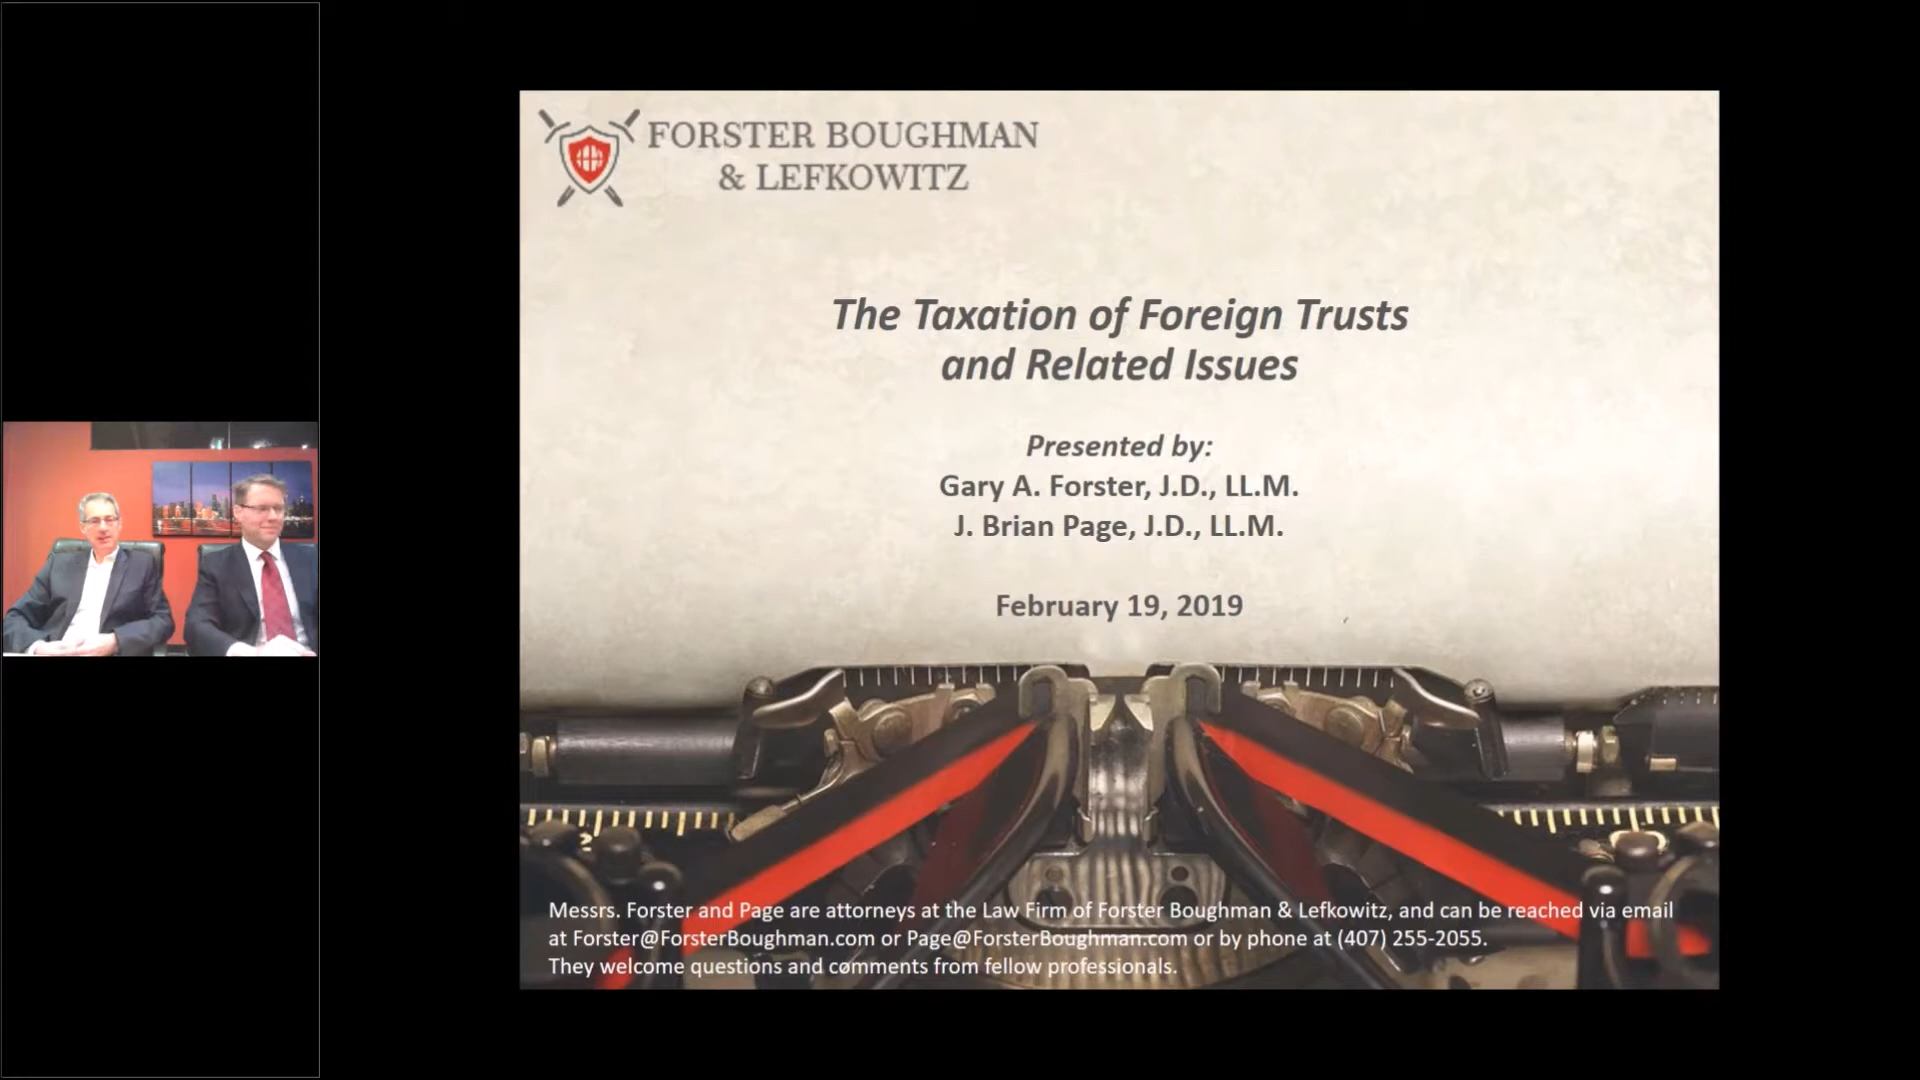 FORSTER BOUGHMAN
& LEFKOWITZ
The Taxation of Foreign Trusts
and Related Issues
Presented by:
Gary A. Forster, J.D., LL.M.
J. Brian Page, J.D., LL.M.
February 19, 2019
Messrs. Forster and Page are attorneys at the Law Firm of Forster Boughman & Lefkowitz, and can be reached via email
at Forster@ForsterBoughman.com or Page@ForsterBoughman.com or by phone at (407) 255-2055.
They welcome questions and comments from fellow professionals.